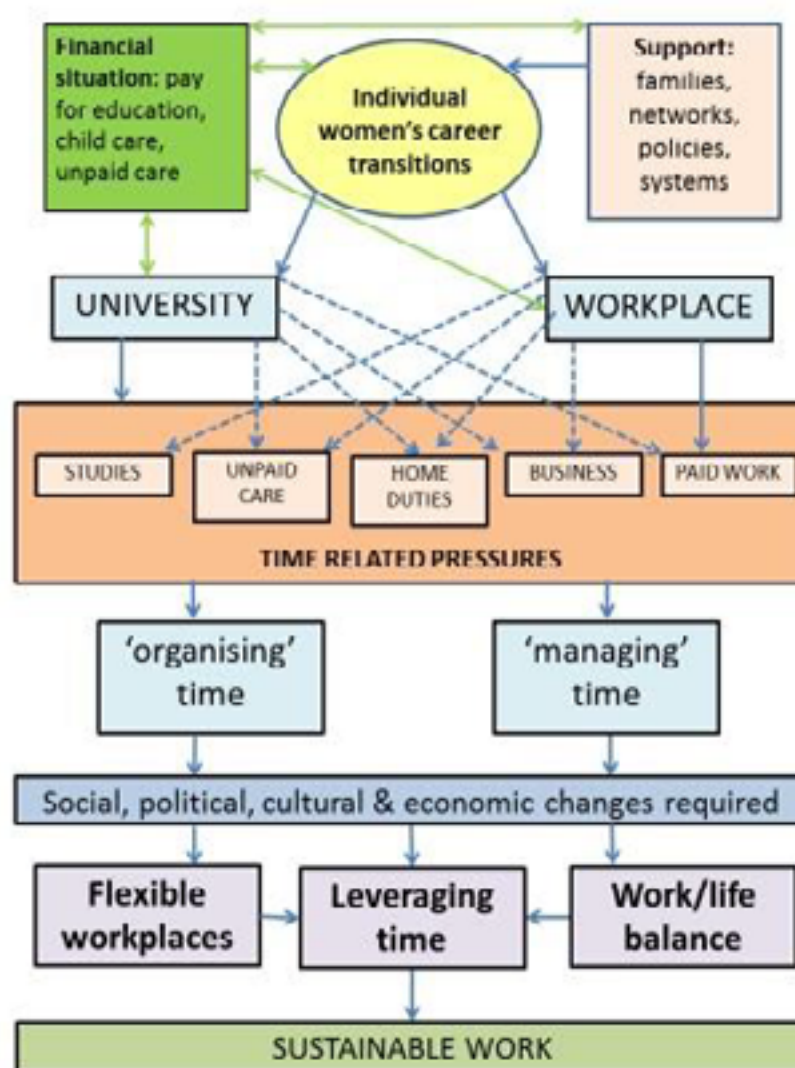 Financial
situation: pay
for education,
child care,
unpaid care
Individual
women's career
transitions
Support:
families,
networks,
policies,
systems
UNIVERSITY
WORKPLACE
STUDIES
UNPAID
CARE
HOME
DUTIES
BUSINESS
PAID WORK
TIME RELATED PRESSURES
'organising'
time
'managing'
time
Social, political, cultural & economic changes required
Flexible
workplaces
Leveraging
time
Work/life
balance
SUSTAINABLE WORK